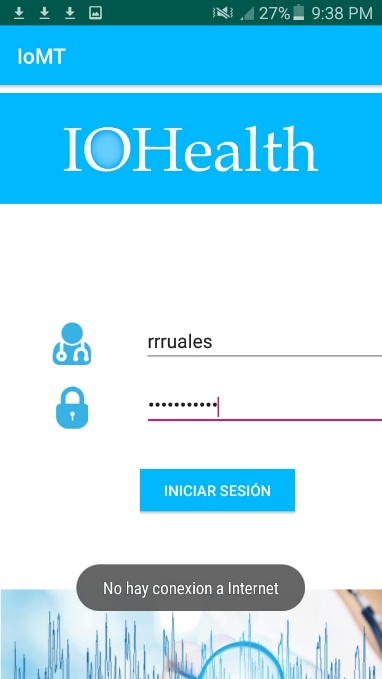 27% 9:38 PM
IoMT
IOHealth
rrruales
•••••••••••
INICIAR SESIÓN
No hay conexion a Internet